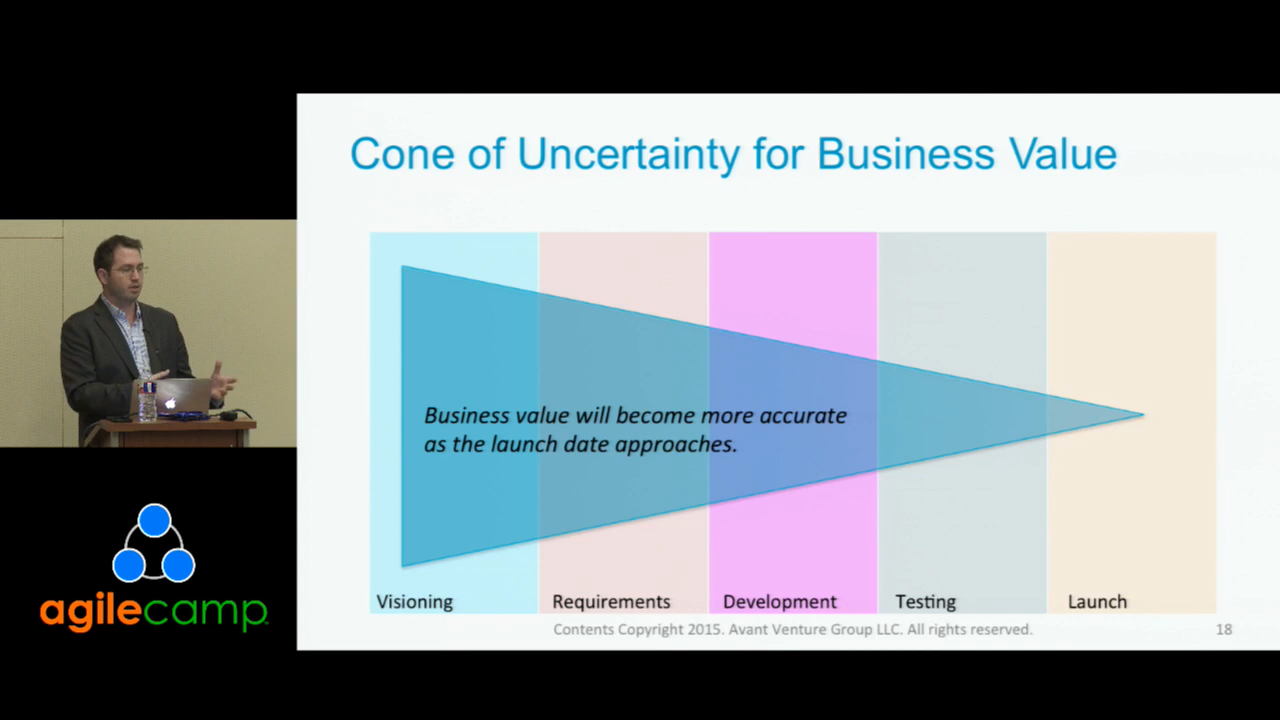 Cone of Uncertainty for Business Value
Business value will become more accurate
as the launch date approaches.
Visioning
Requirements
Development
Testing
Launch
Contents Copyright 2015. Avant Venture Group LLC. All rights reserved.
18
agilecamp